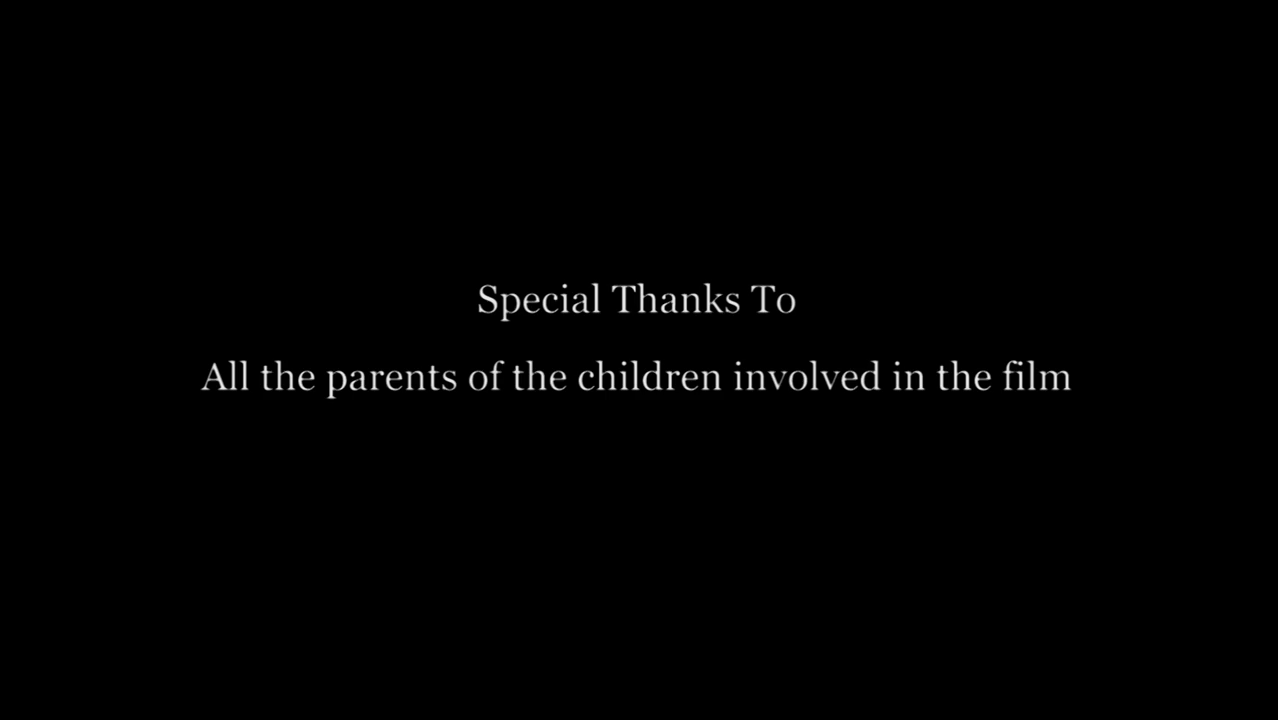 Special Thanks To
All the parents of the children involved in the film